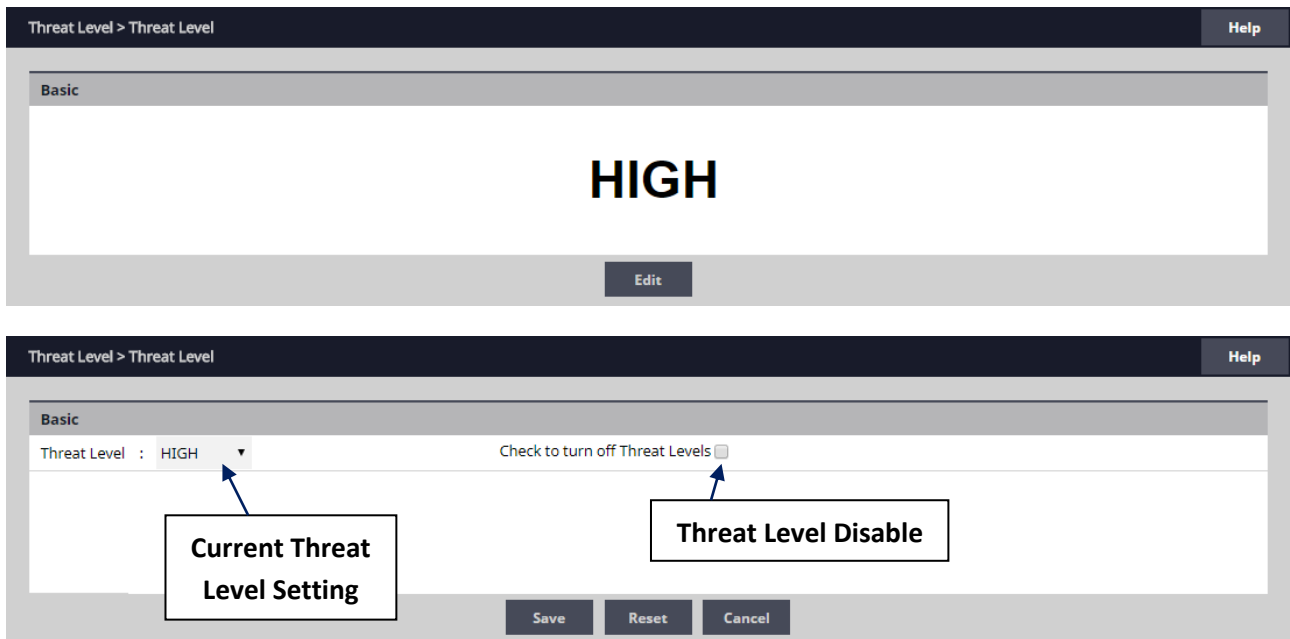 Threat Level > Threat Level Help
Basic
HIGH
Edit
Threat Level > Threat Level Help
Basic
Threat Level : HIGH Check to turn off Threat Levels
Current Threat
Level Setting
Threat Level Disable
Save Reset Cancel